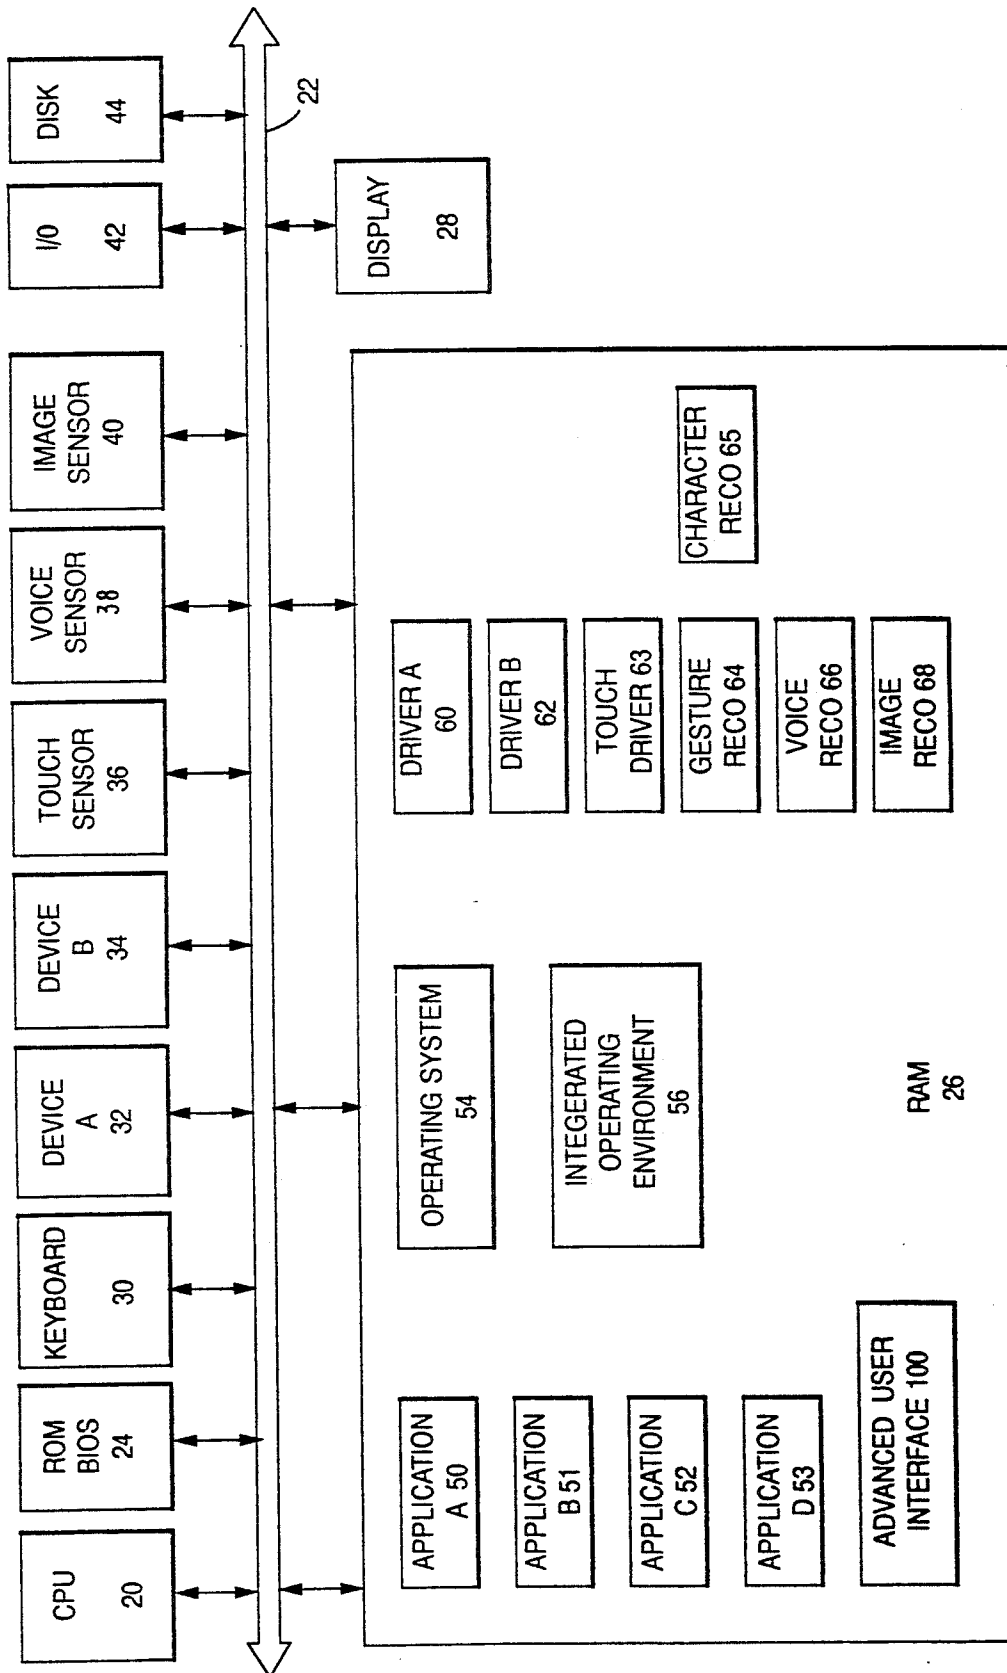 CPU
20
ROM
BIOS
24
KEYBOARD
30
DEVICE
A
32
DEVICE
B
34
TOUCH
SENSOR
36
VOICE
SENSOR
38
IMAGE
SENSOR
40
I/O
42
DISK
44
22
DISPLAY
28
APPLICATION
A 50
APPLICATION
B 51
APPLICATION
C 52
APPLICATION
D 53
ADVANCED USER
INTERFACE 100
OPERATING SYSTEM
54
INTEGERATED
OPERATING
ENVIRONMENT
56
RAM
26
DRIVER A
60
DRIVER B
62
TOUCH
DRIVER 63
GESTURE
RECO 64
VOICE
RECO 66
IMAGE
RECO 68
CHARACTER
RECO 65